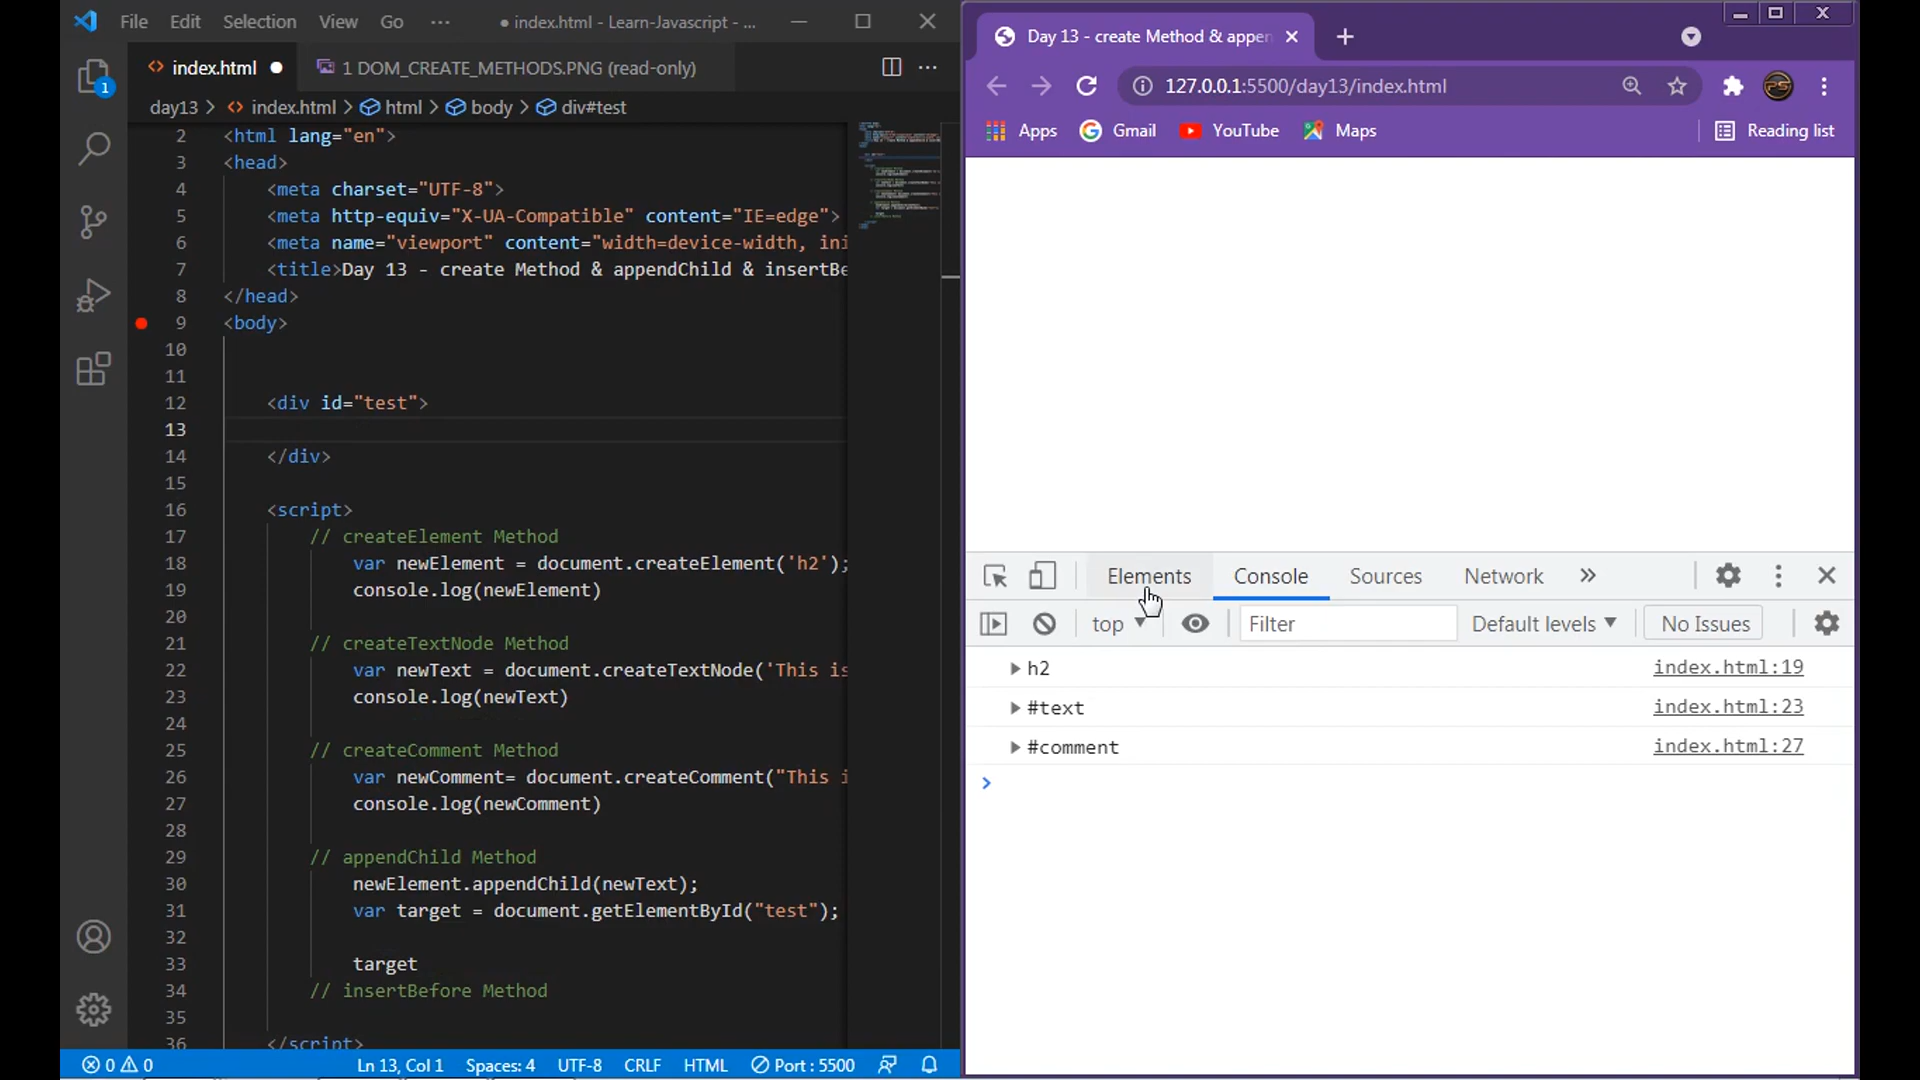 File Edit Selection View Go ··· ● index.html - Learn-Javascript - ...
index.html ●
1 DOM_CREATE_METHODS.PNG (read-only)
day13 > index.html > html > body > div#test
2 <html lang="en">
3 <head>
4 <meta charset="UTF-8">
5 <meta http-equiv="X-UA-Compatible" content="IE=edge">
6 <meta name="viewport" content="width=device-width, ini
7 <title>Day 13 - create Method & appendChild & insertBe
8 </head>
9 <body>
10
11
12 <div id="test">
13
14 </div>
15
16 <script>
17 // createElement Method
18 var newElement = document.createElement('h2');
19 console.log(newElement)
20
21 // createTextNode Method
22 var newText = document.createTextNode('This is
23 console.log(newText)
24
25 // createComment Method
26 var newComment= document.createComment("This i
27 console.log(newComment)
28
29 // appendChild Method
30 newElement.appendChild(newText);
31 var target = document.getElementById("test");
32
33 target
34 // insertBefore Method
35
36 </script>
1
0 0 Ln 13, Col 1 Spaces: 4 UTF-8 CRLF HTML Port : 5500
Day 13 - create Method & appen
127.0.0.1:5500/day13/index.html
Apps Gmail YouTube Maps Reading list
Elements Console Sources Network »
top Filter Default levels No Issues
h2 index.html:19
#text index.html:23
#comment index.html:27
>